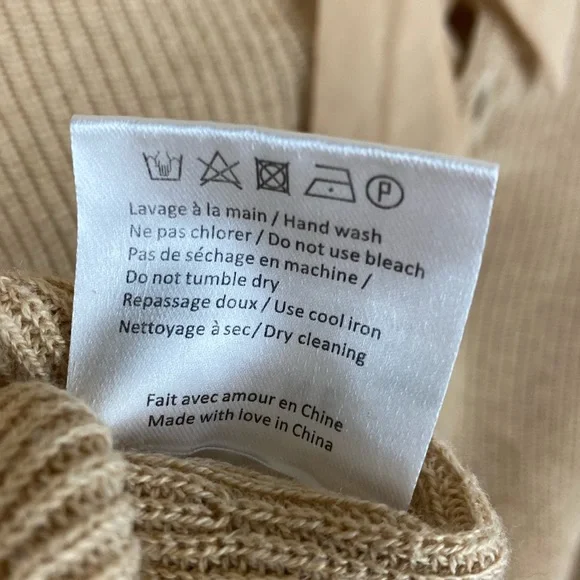 P
Lavage à la main / Hand wash
Ne pas chlorer / Do not use bleach
Pas de séchage en machine /
Do not tumble dry
Repassage doux / Use cool iron
Nettoyage à sec / Dry cleaning
Fait avec amour en Chine
Made with love in China